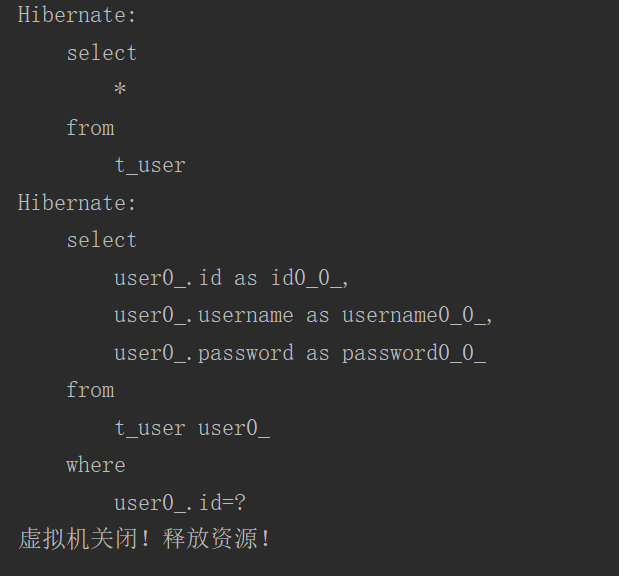 Hibernate:
    select
        *
    from
        t_user
Hibernate:
    select
        user0_.id as id0_0_,
        user0_.username as username0_0_,
        user0_.password as password0_0_
    from
        t_user user0_
    where
        user0_.id=?
虚拟机关闭！释放资源！